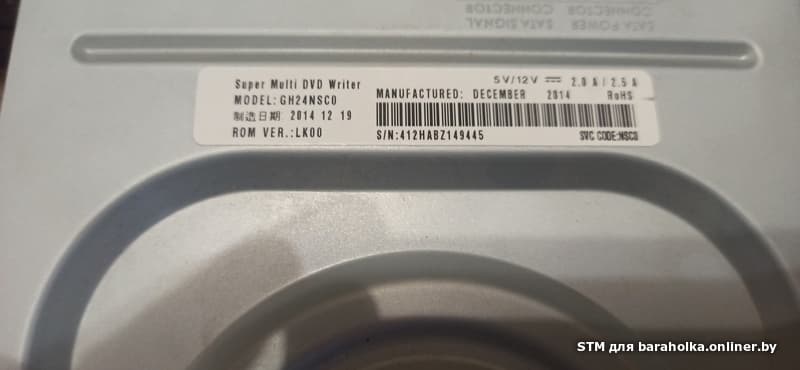 SATA POWER CONNECTOR
SATA SIGNAL CONNECTOR
Super Multi DVD Writer
MODEL:GH24NSC0
制造日期 2014 12 19
ROM VER.:LK00
5V/12V ⎓ 2.0 A / 2.5 A
MANUFACTURED: DECEMBER 2014 RoHS
S/N:412HABZ149445
SVC CODE:NSC0
STM для baraholka.onliner.by